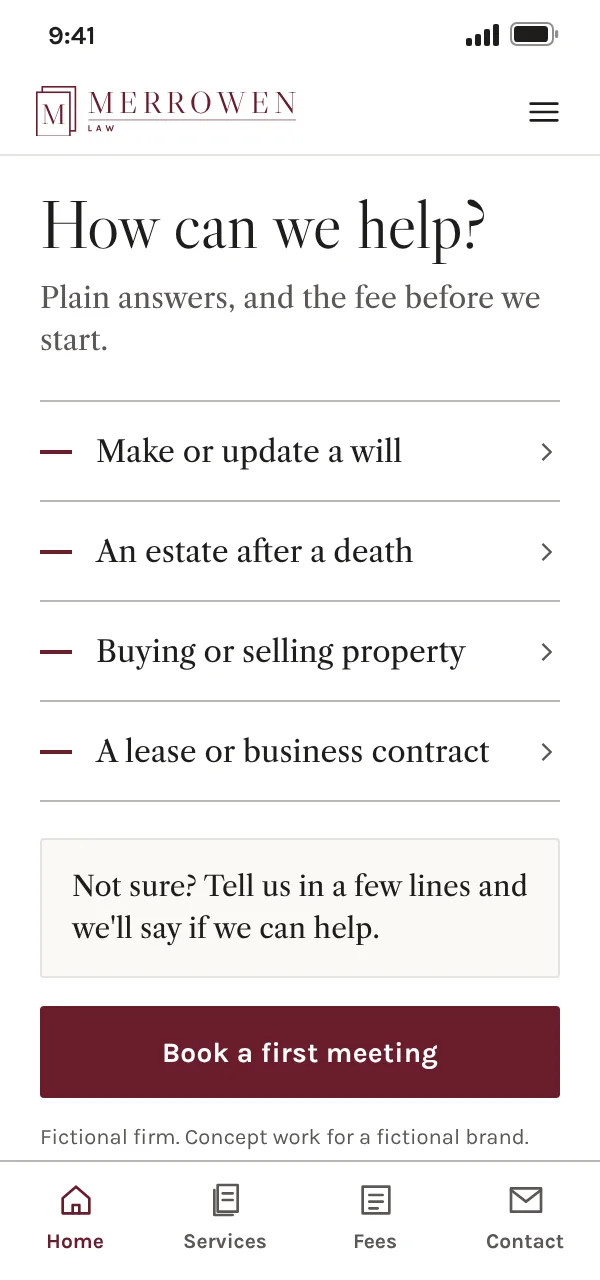 9:41
M MERROWEN
LAW
How can we help?
Plain answers, and the fee before we
start.
Make or update a will
An estate after a death
Buying or selling property
A lease or business contract
Not sure? Tell us in a few lines and
we'll say if we can help.
Book a first meeting
Fictional firm. Concept work for a fictional brand.
Home Services Fees Contact